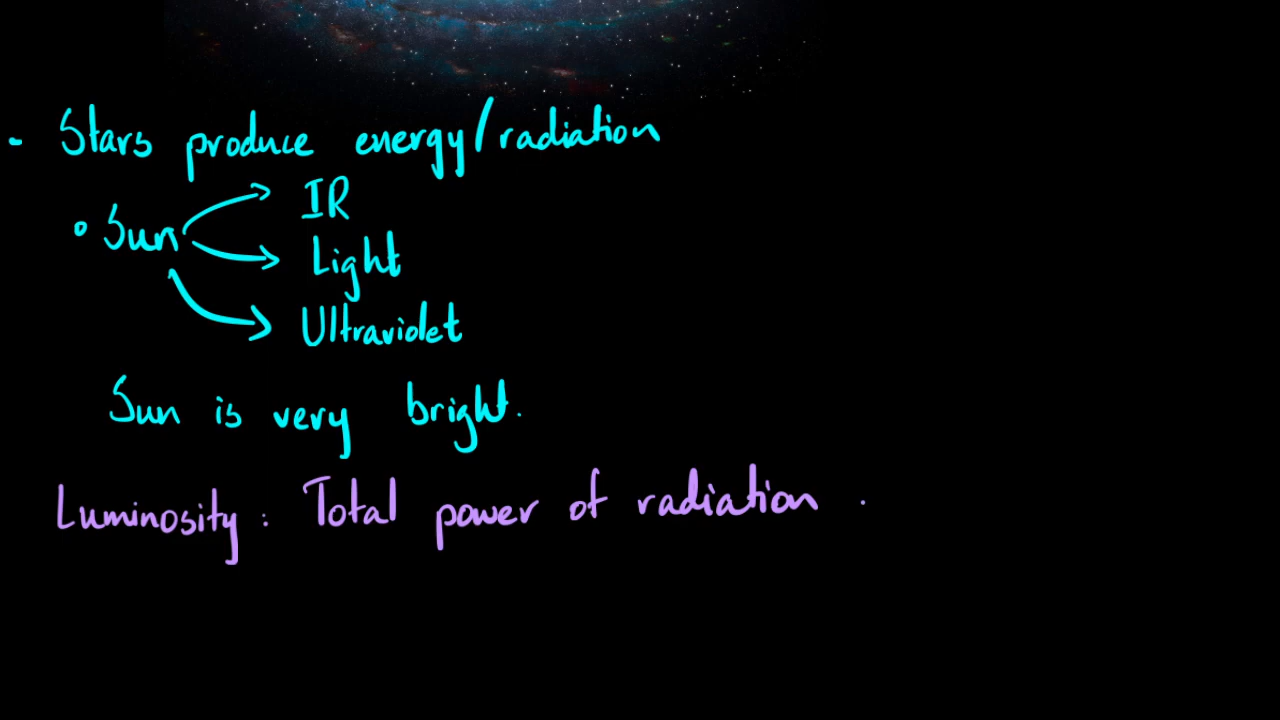 - Stars produce energy/radiation
◦ Sun → IR
→ Light
→ Ultraviolet
Sun is very bright.
Luminosity : Total power of radiation .